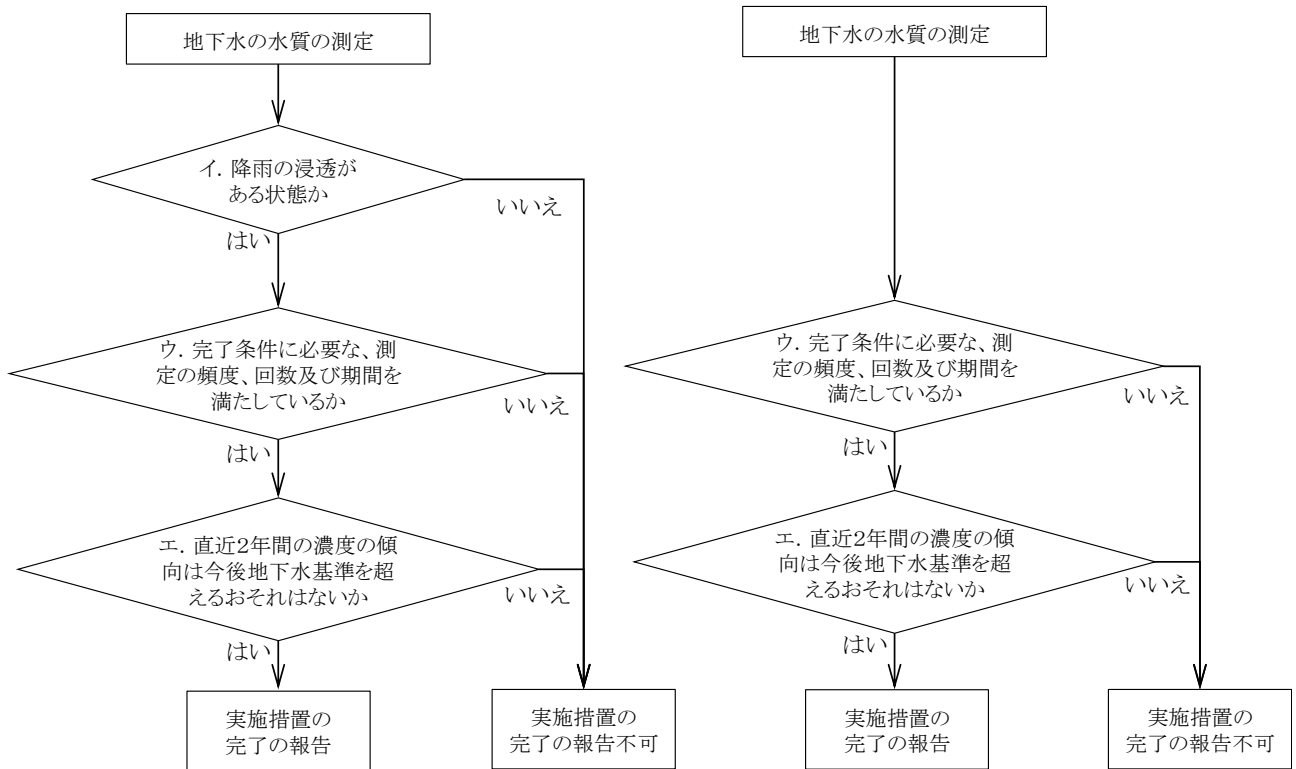 地下水の水質の測定
イ. 降雨の浸透が
ある状態か
いいえ
はい
ウ. 完了条件に必要な、測
定の頻度、回数及び期間を
満たしているか
いいえ
はい
エ. 直近2年間の濃度の傾
向は今後地下水基準を超
えるおそれはないか
いいえ
はい
実施措置の
完了の報告
実施措置の
完了の報告不可
地下水の水質の測定
ウ. 完了条件に必要な、測
定の頻度、回数及び期間を
満たしているか
いいえ
はい
エ. 直近2年間の濃度の傾
向は今後地下水基準を超
えるおそれはないか
いいえ
はい
実施措置の
完了の報告
実施措置の
完了の報告不可